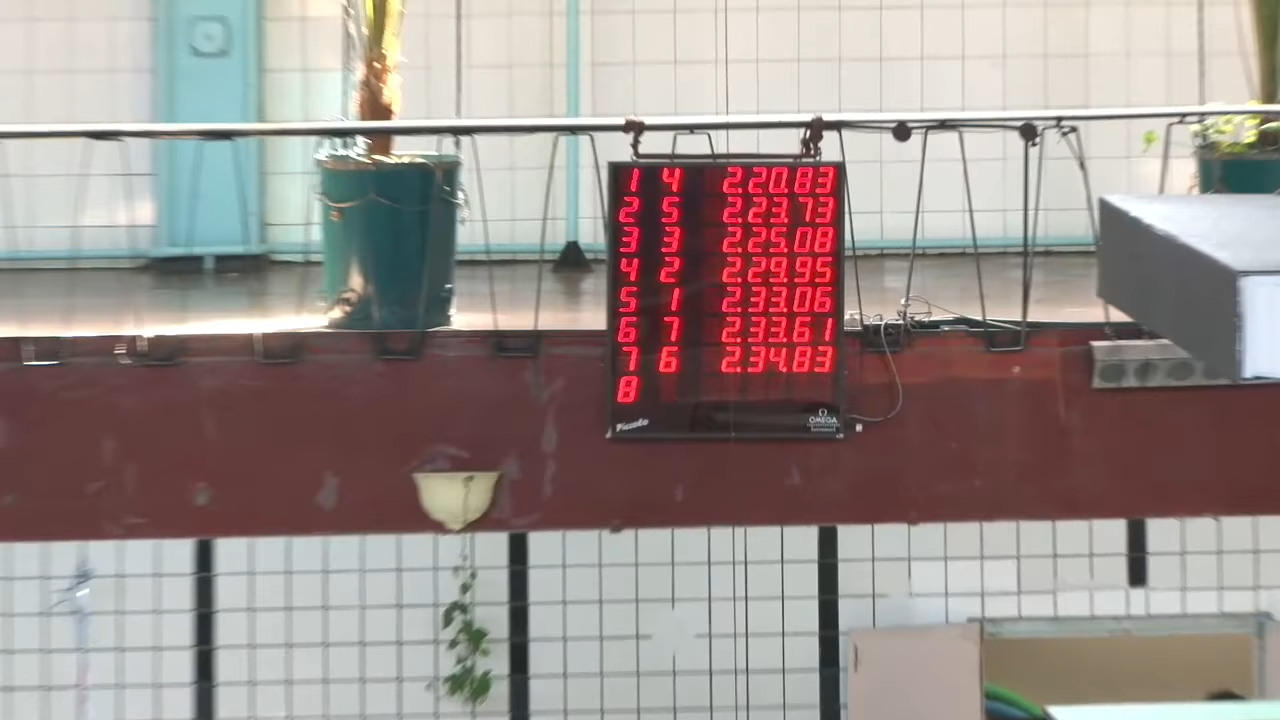 1 4 2.20.83
2 5 2.23.73
3 3 2.25.08
4 2 2.29.95
5 1 2.33.06
6 7 2.33.61
7 6 2.34.83
8
Piccolo
OMEGA